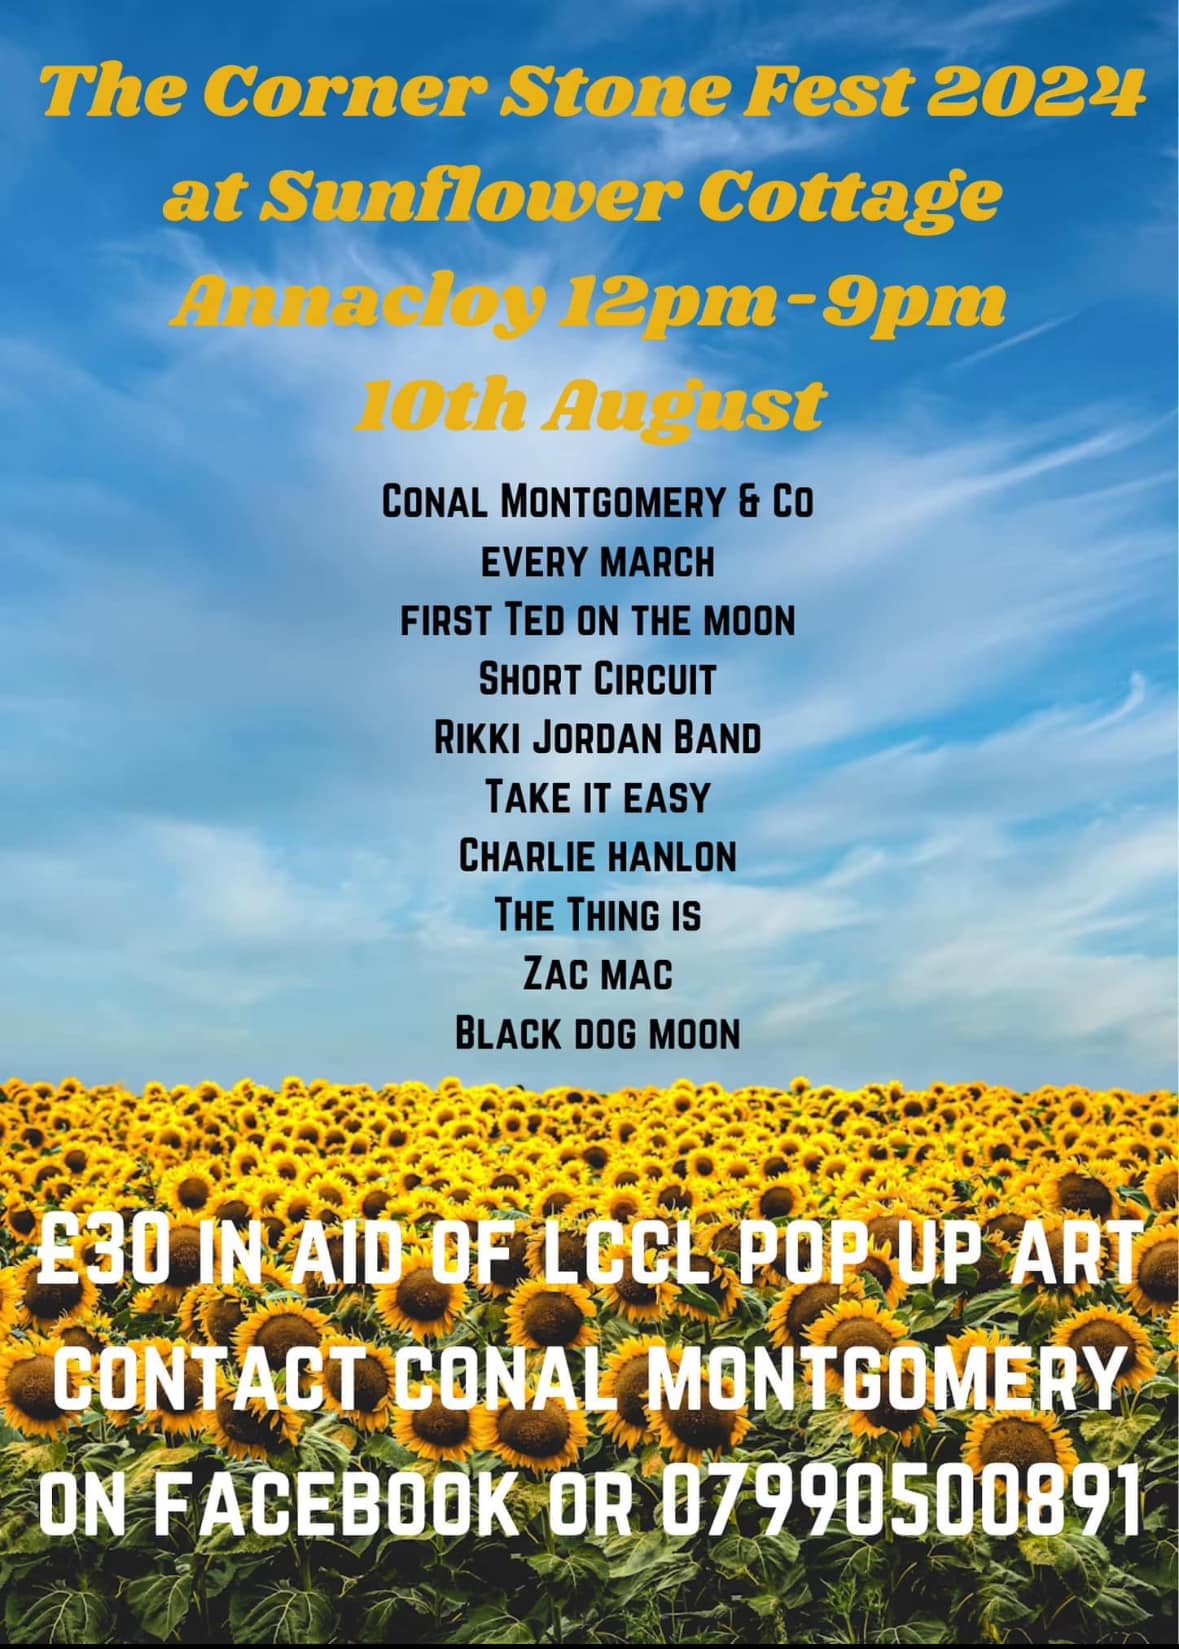 The Corner Stone Fest 2024
at Sunflower Cottage
Annacloy 12pm-9pm
10th August
Conal Montgomery & Co
every march
first Ted on the moon
Short Circuit
Rikki Jordan Band
Take it easy
Charlie hanlon
The Thing is
Zac mac
Black dog moon
£30 IN AID OF LCCL POP UP ART
CONTACT CONAL MONTGOMERY
ON FACEBOOK OR 07990500891